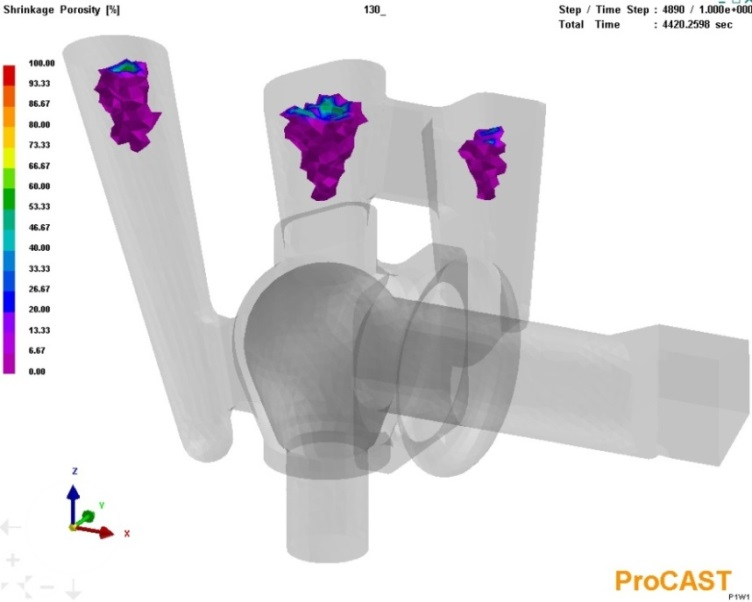 Shrinkage Porosity [%]
130_
Step / Time Step : 4890 / 1.000e+000
Total Time : 4420.2598 sec
100.00
93.33
86.67
80.00
73.33
66.67
60.00
53.33
46.67
40.00
33.33
26.67
20.00
13.33
6.67
0.00
Z
Y
X
ProCAST
P1W1